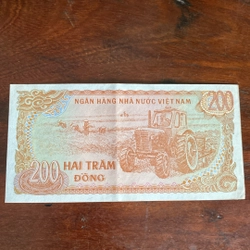 NGÂN HÀNG NHÀ NƯỚC VIỆT NAM
200
200
HAI TRĂM
ĐỒNG